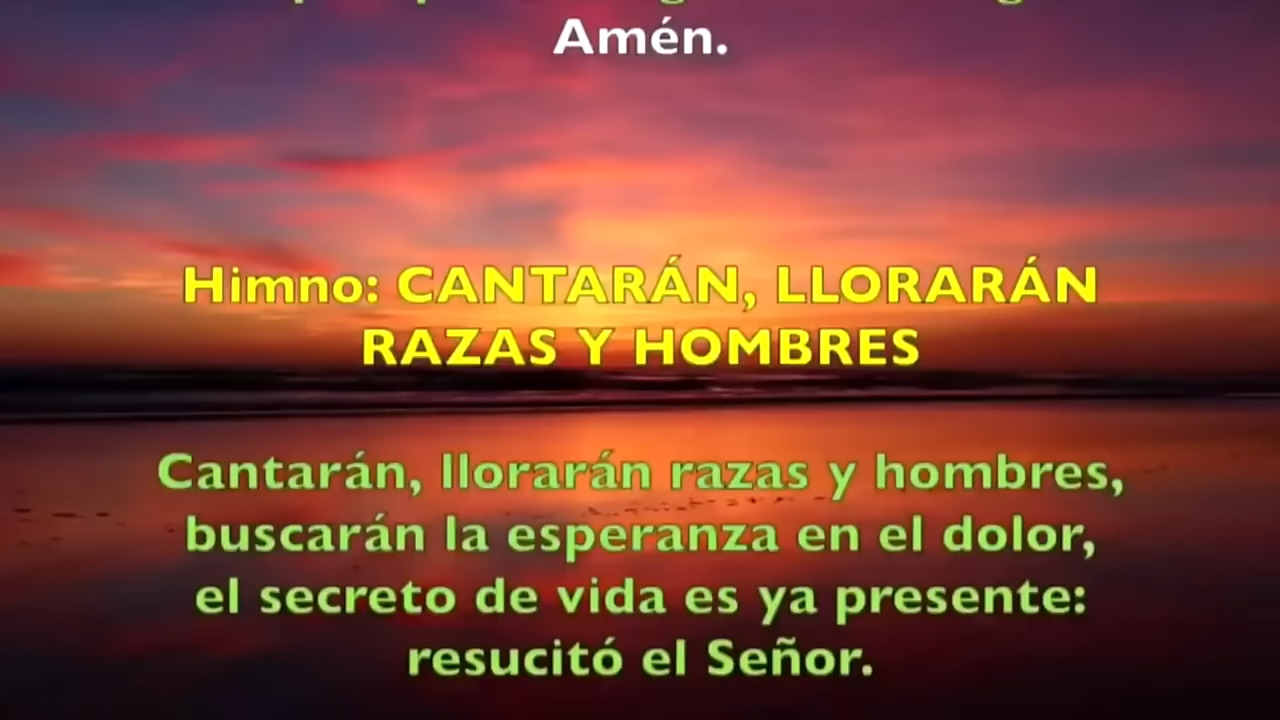 Amén.
Himno: CANTARÁN, LLORARÁN
RAZAS Y HOMBRES
Cantarán, llorarán razas y hombres,
buscarán la esperanza en el dolor,
el secreto de vida es ya presente:
resucitó el Señor.